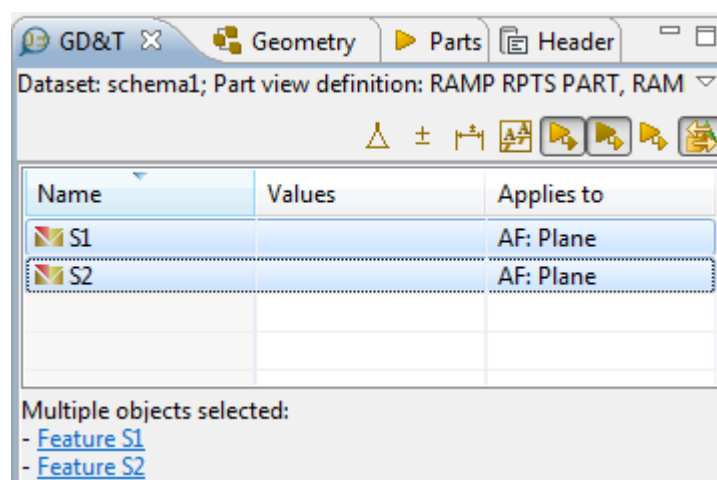 GD&T Geometry Parts Header
Dataset: schema1; Part view definition: RAMP RPTS PART, RAM
Name Values Applies to
S1 AF: Plane
S2 AF: Plane
Multiple objects selected:
- Feature S1
- Feature S2